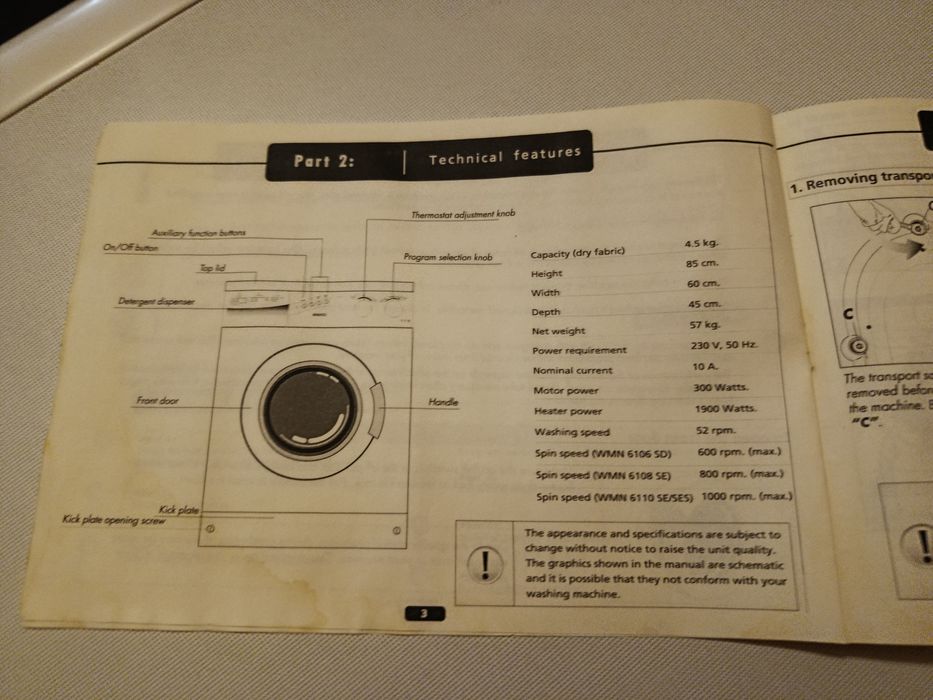 Part 2: Technical features
Thermostat adjustment knob
Auxiliary function buttons
On/Off button
Program selection knob
Top lid
Detergent dispenser
Front door
Handle
Kick plate
Kick plate opening screw
Capacity (dry fabric) 4.5 kg.
Height 85 cm.
Width 60 cm.
Depth 45 cm.
Net weight 57 kg.
Power requirement 230 V, 50 Hz.
Nominal current 10 A.
Motor power 300 Watts.
Heater power 1900 Watts.
Washing speed 52 rpm.
Spin speed (WMN 6106 SD) 600 rpm. (max.)
Spin speed (WMN 6108 SE) 800 rpm. (max.)
Spin speed (WMN 6110 SE/SES) 1000 rpm. (max.)
!
The appearance and specifications are subject to
change without notice to raise the unit quality.
The graphics shown in the manual are schematic
and it is possible that they not conform with your
washing machine.
3
1. Removing transpo
C
The transport sc
removed befor
the machine. E
"C".
!